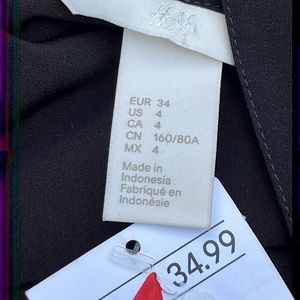 H&M
EUR 34
US 4
CA 4
CN 160/80A
MX 4
Made in
Indonesia
Fabriqué en
Indonésie
34.99